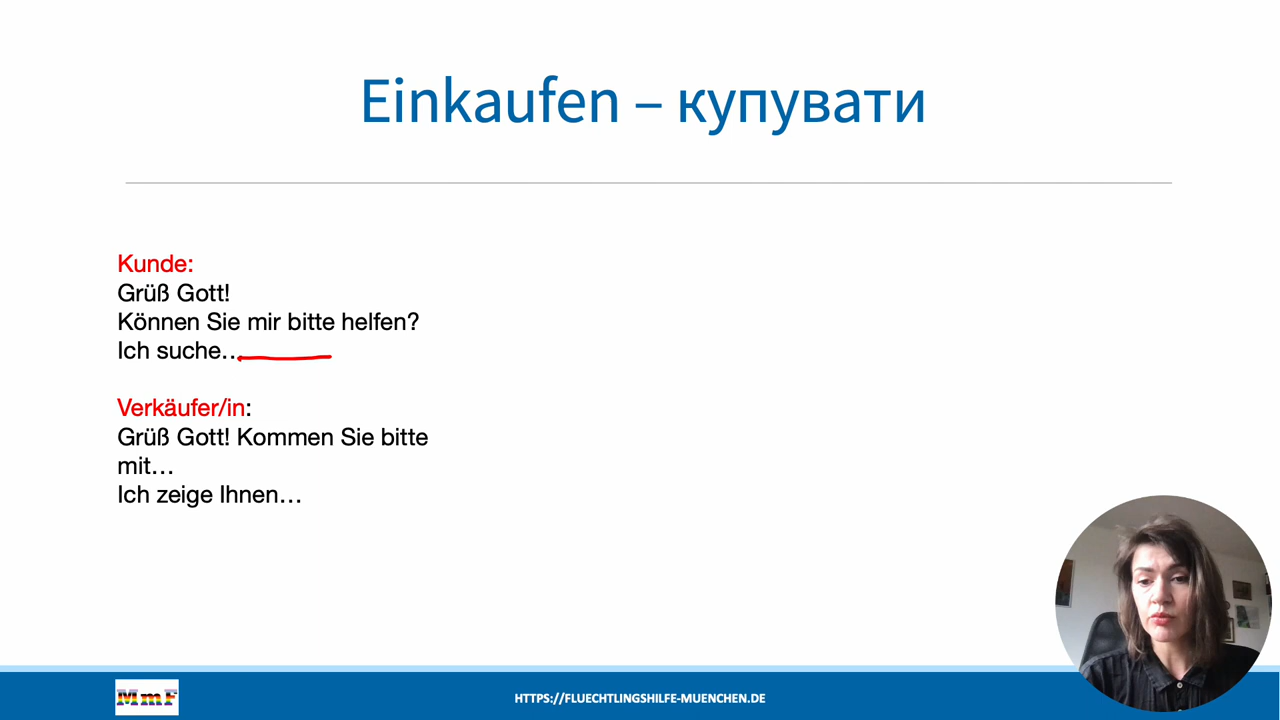 Einkaufen – купувати
Kunde:
Grüß Gott!
Können Sie mir bitte helfen?
Ich suche…
Verkäufer/in:
Grüß Gott! Kommen Sie bitte
mit…
Ich zeige Ihnen…
MmF
HTTPS://FLUECHTLINGSHILFE-MUENCHEN.DE